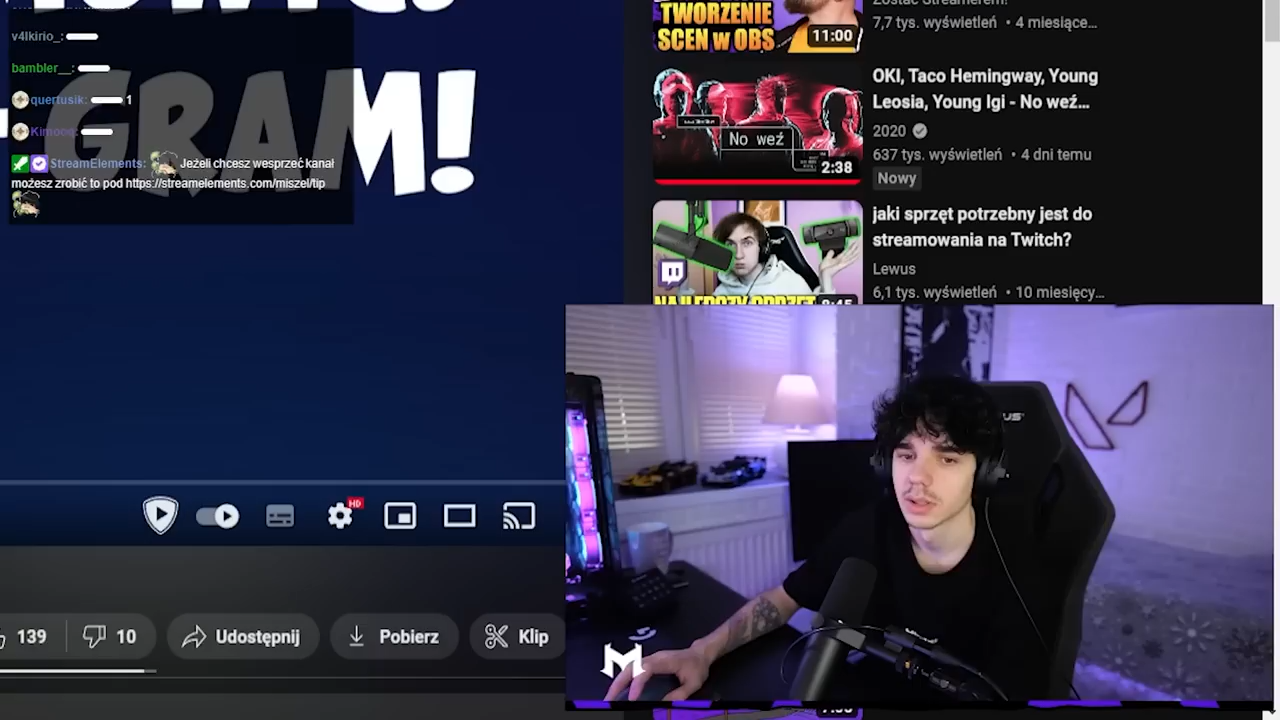 v4lkirio_:
bambler__:
quertusik: 1
Kimooq:
StreamElements: Jeżeli chcesz wesprzeć kanał
możesz zrobić to pod https://streamelements.com/miszel/tip
GRAM!
HD
139
10
Udostępnij
Pobierz
Klip
TWORZENIE
SCEN w OBS
11:00
7,7 tys. wyświetleń • 4 miesiące...
No weź
2:38
OKI, Taco Hemingway, Young
Leosia, Young Igi - No weź...
2020
637 tys. wyświetleń • 4 dni temu
Nowy
jaki sprzęt potrzebny jest do
streamowania na Twitch?
Lewus
6,1 tys. wyświetleń • 10 miesięcy...